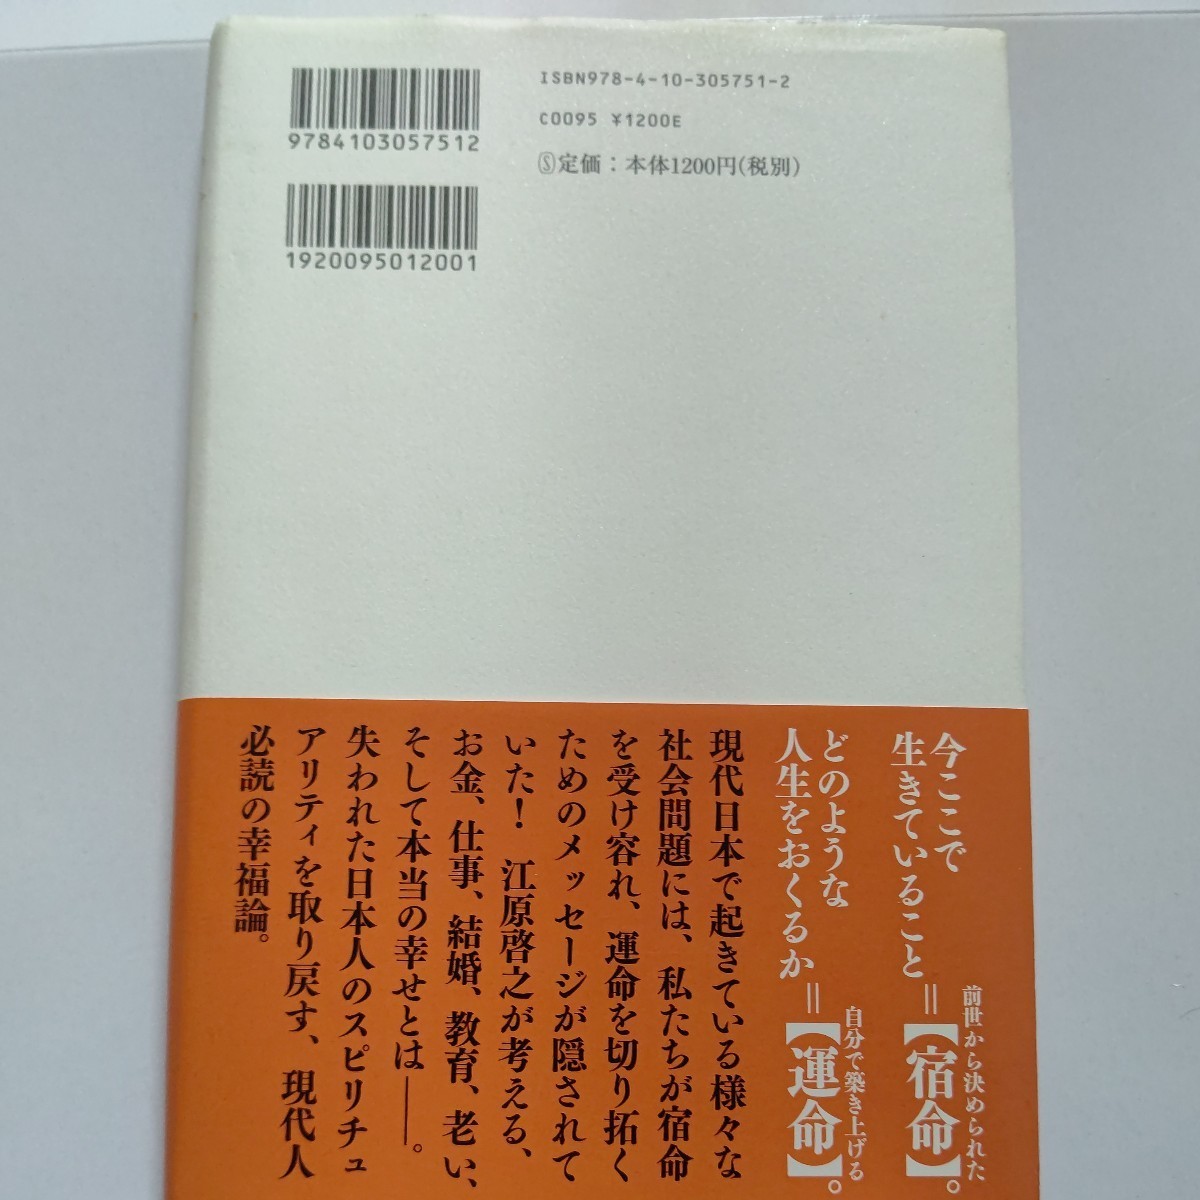 ISBN978-4-10-305751-2
C0095 ¥1200E
Ⓢ定価：本体1200円(税別)
9784103057512
1920095012001
今ここで
生きていること
＝
前世から決められた
【宿命】。
どのような
人生をおくるか
＝
自分で築き上げる
【運命】。
現代日本で起きている様々な
社会問題には、私たちが宿命
を受け容れ、運命を切り拓く
ためのメッセージが隠されて
いた！　江原啓之が考える、
お金、仕事、結婚、教育、老い、
そして本当の幸せとは――。
失われた日本人のスピリチュ
アリティを取り戻す、現代人
必読の幸福論。